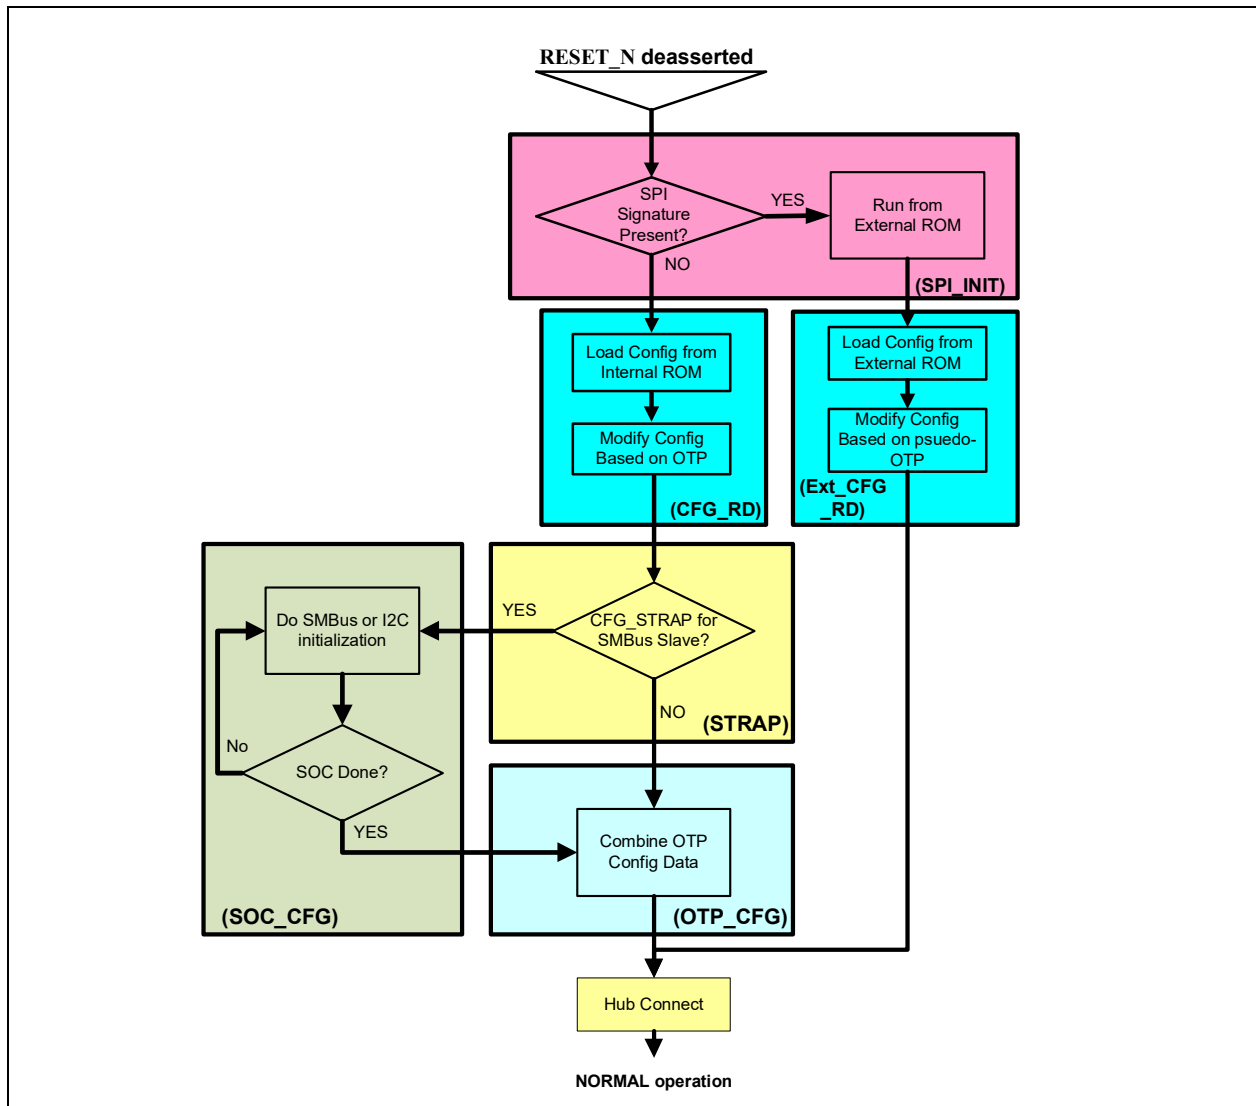 RESET_N deasserted
SPI
Signature
Present?
YES
Run from
External ROM
NO
(SPI_INIT)
Load Config from
Internal ROM
Load Config from
External ROM
Modify Config
Based on OTP
Modify Config
Based on psuedo-
OTP
(CFG_RD)
(Ext_CFG
_RD)
Do SMBus or I2C
initialization
YES
CFG_STRAP for
SMBus Slave?
NO
(STRAP)
No
SOC Done?
YES
Combine OTP
Config Data
(SOC_CFG)
(OTP_CFG)
Hub Connect
NORMAL operation